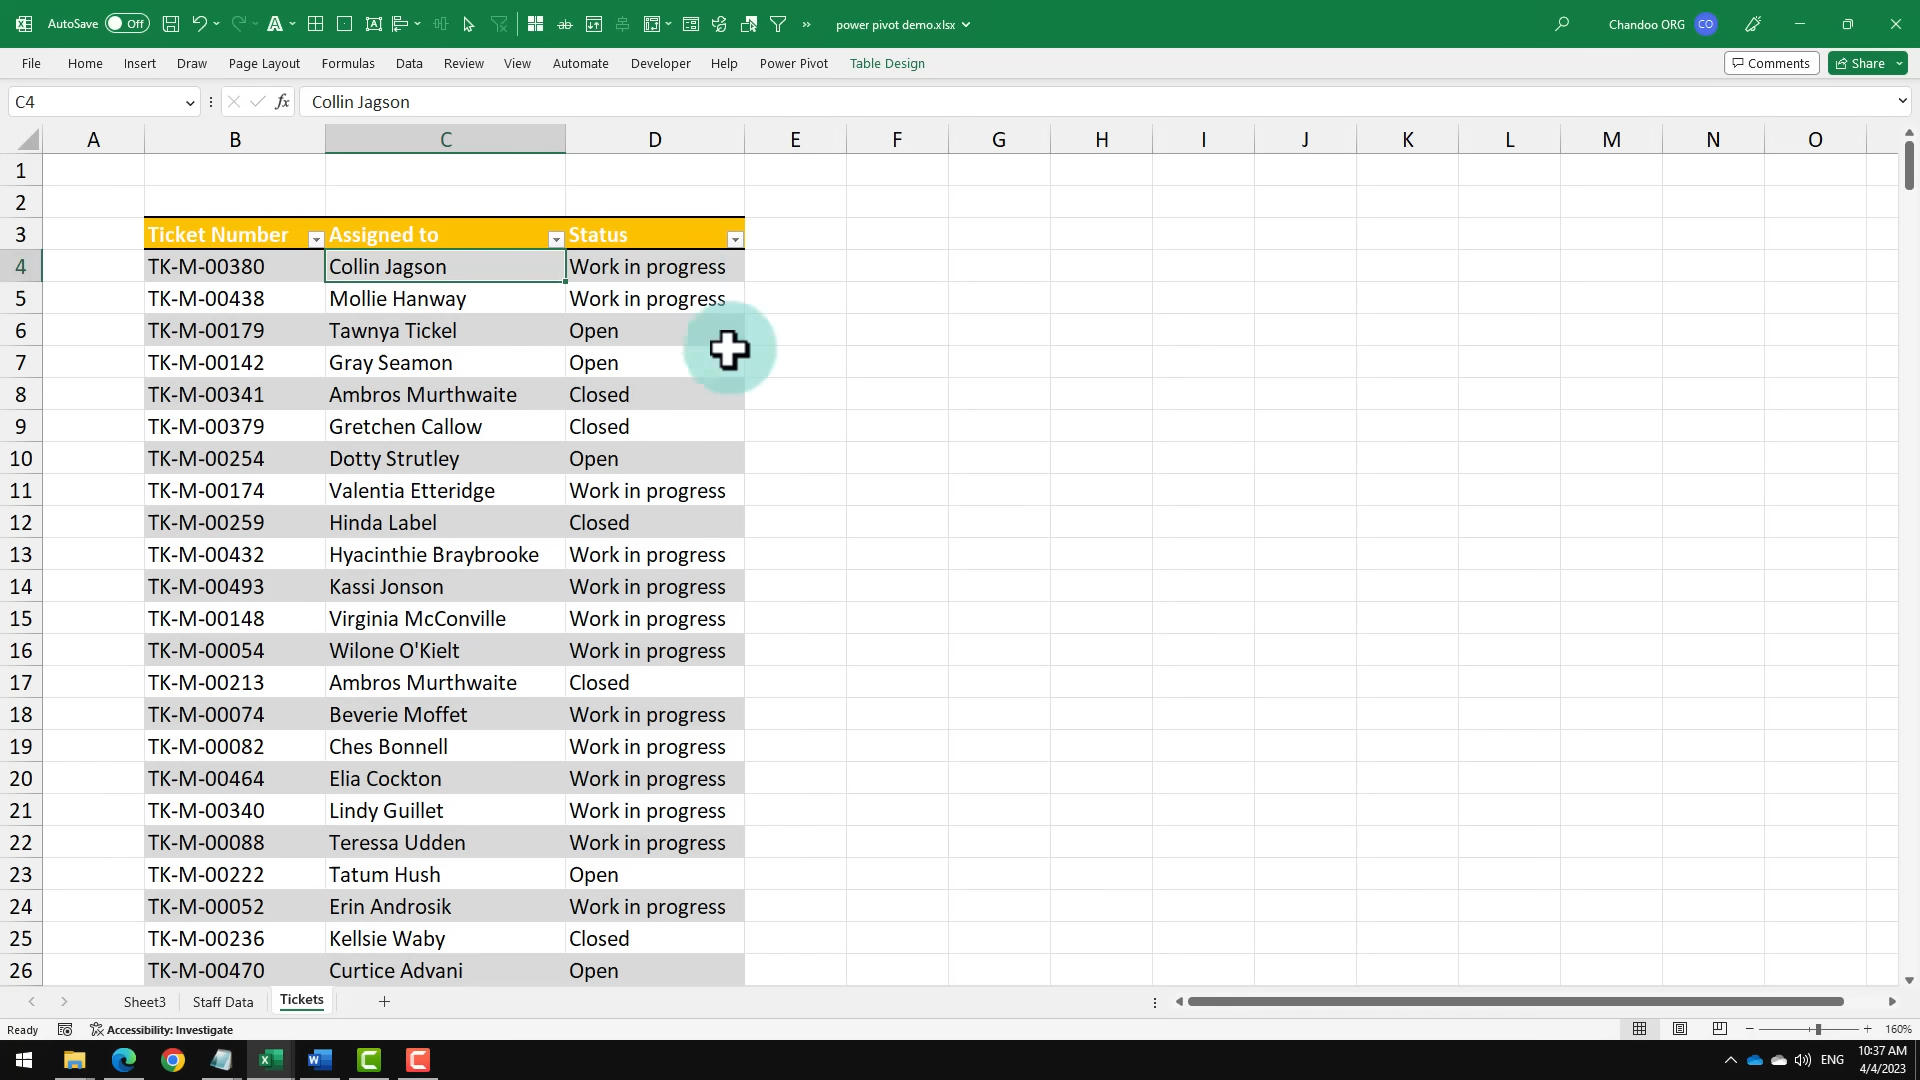 AutoSave Off power pivot demo.xlsx Chandoo ORG CO
File Home Insert Draw Page Layout Formulas Data Review View Automate Developer Help Power Pivot Table Design Comments Share
C4 fx Collin Jagson
A B C D E F G H I J K L M N O
1
2
3 Ticket Number Assigned to Status
4 TK-M-00380 Collin Jagson Work in progress
5 TK-M-00438 Mollie Hanway Work in progress
6 TK-M-00179 Tawnya Tickel Open
7 TK-M-00142 Gray Seamon Open
8 TK-M-00341 Ambros Murthwaite Closed
9 TK-M-00379 Gretchen Callow Closed
10 TK-M-00254 Dotty Strutley Open
11 TK-M-00174 Valentia Etteridge Work in progress
12 TK-M-00259 Hinda Label Closed
13 TK-M-00432 Hyacinthie Braybrooke Work in progress
14 TK-M-00493 Kassi Jonson Work in progress
15 TK-M-00148 Virginia McConville Work in progress
16 TK-M-00054 Wilone O'Kielt Work in progress
17 TK-M-00213 Ambros Murthwaite Closed
18 TK-M-00074 Beverie Moffet Work in progress
19 TK-M-00082 Ches Bonnell Work in progress
20 TK-M-00464 Elia Cockton Work in progress
21 TK-M-00340 Lindy Guillet Work in progress
22 TK-M-00088 Teressa Udden Work in progress
23 TK-M-00222 Tatum Hush Open
24 TK-M-00052 Erin Androsik Work in progress
25 TK-M-00236 Kellsie Waby Closed
26 TK-M-00470 Curtice Advani Open
Sheet3 Staff Data Tickets
Ready Accessibility: Investigate 160%
ENG 10:37 AM
4/4/2023